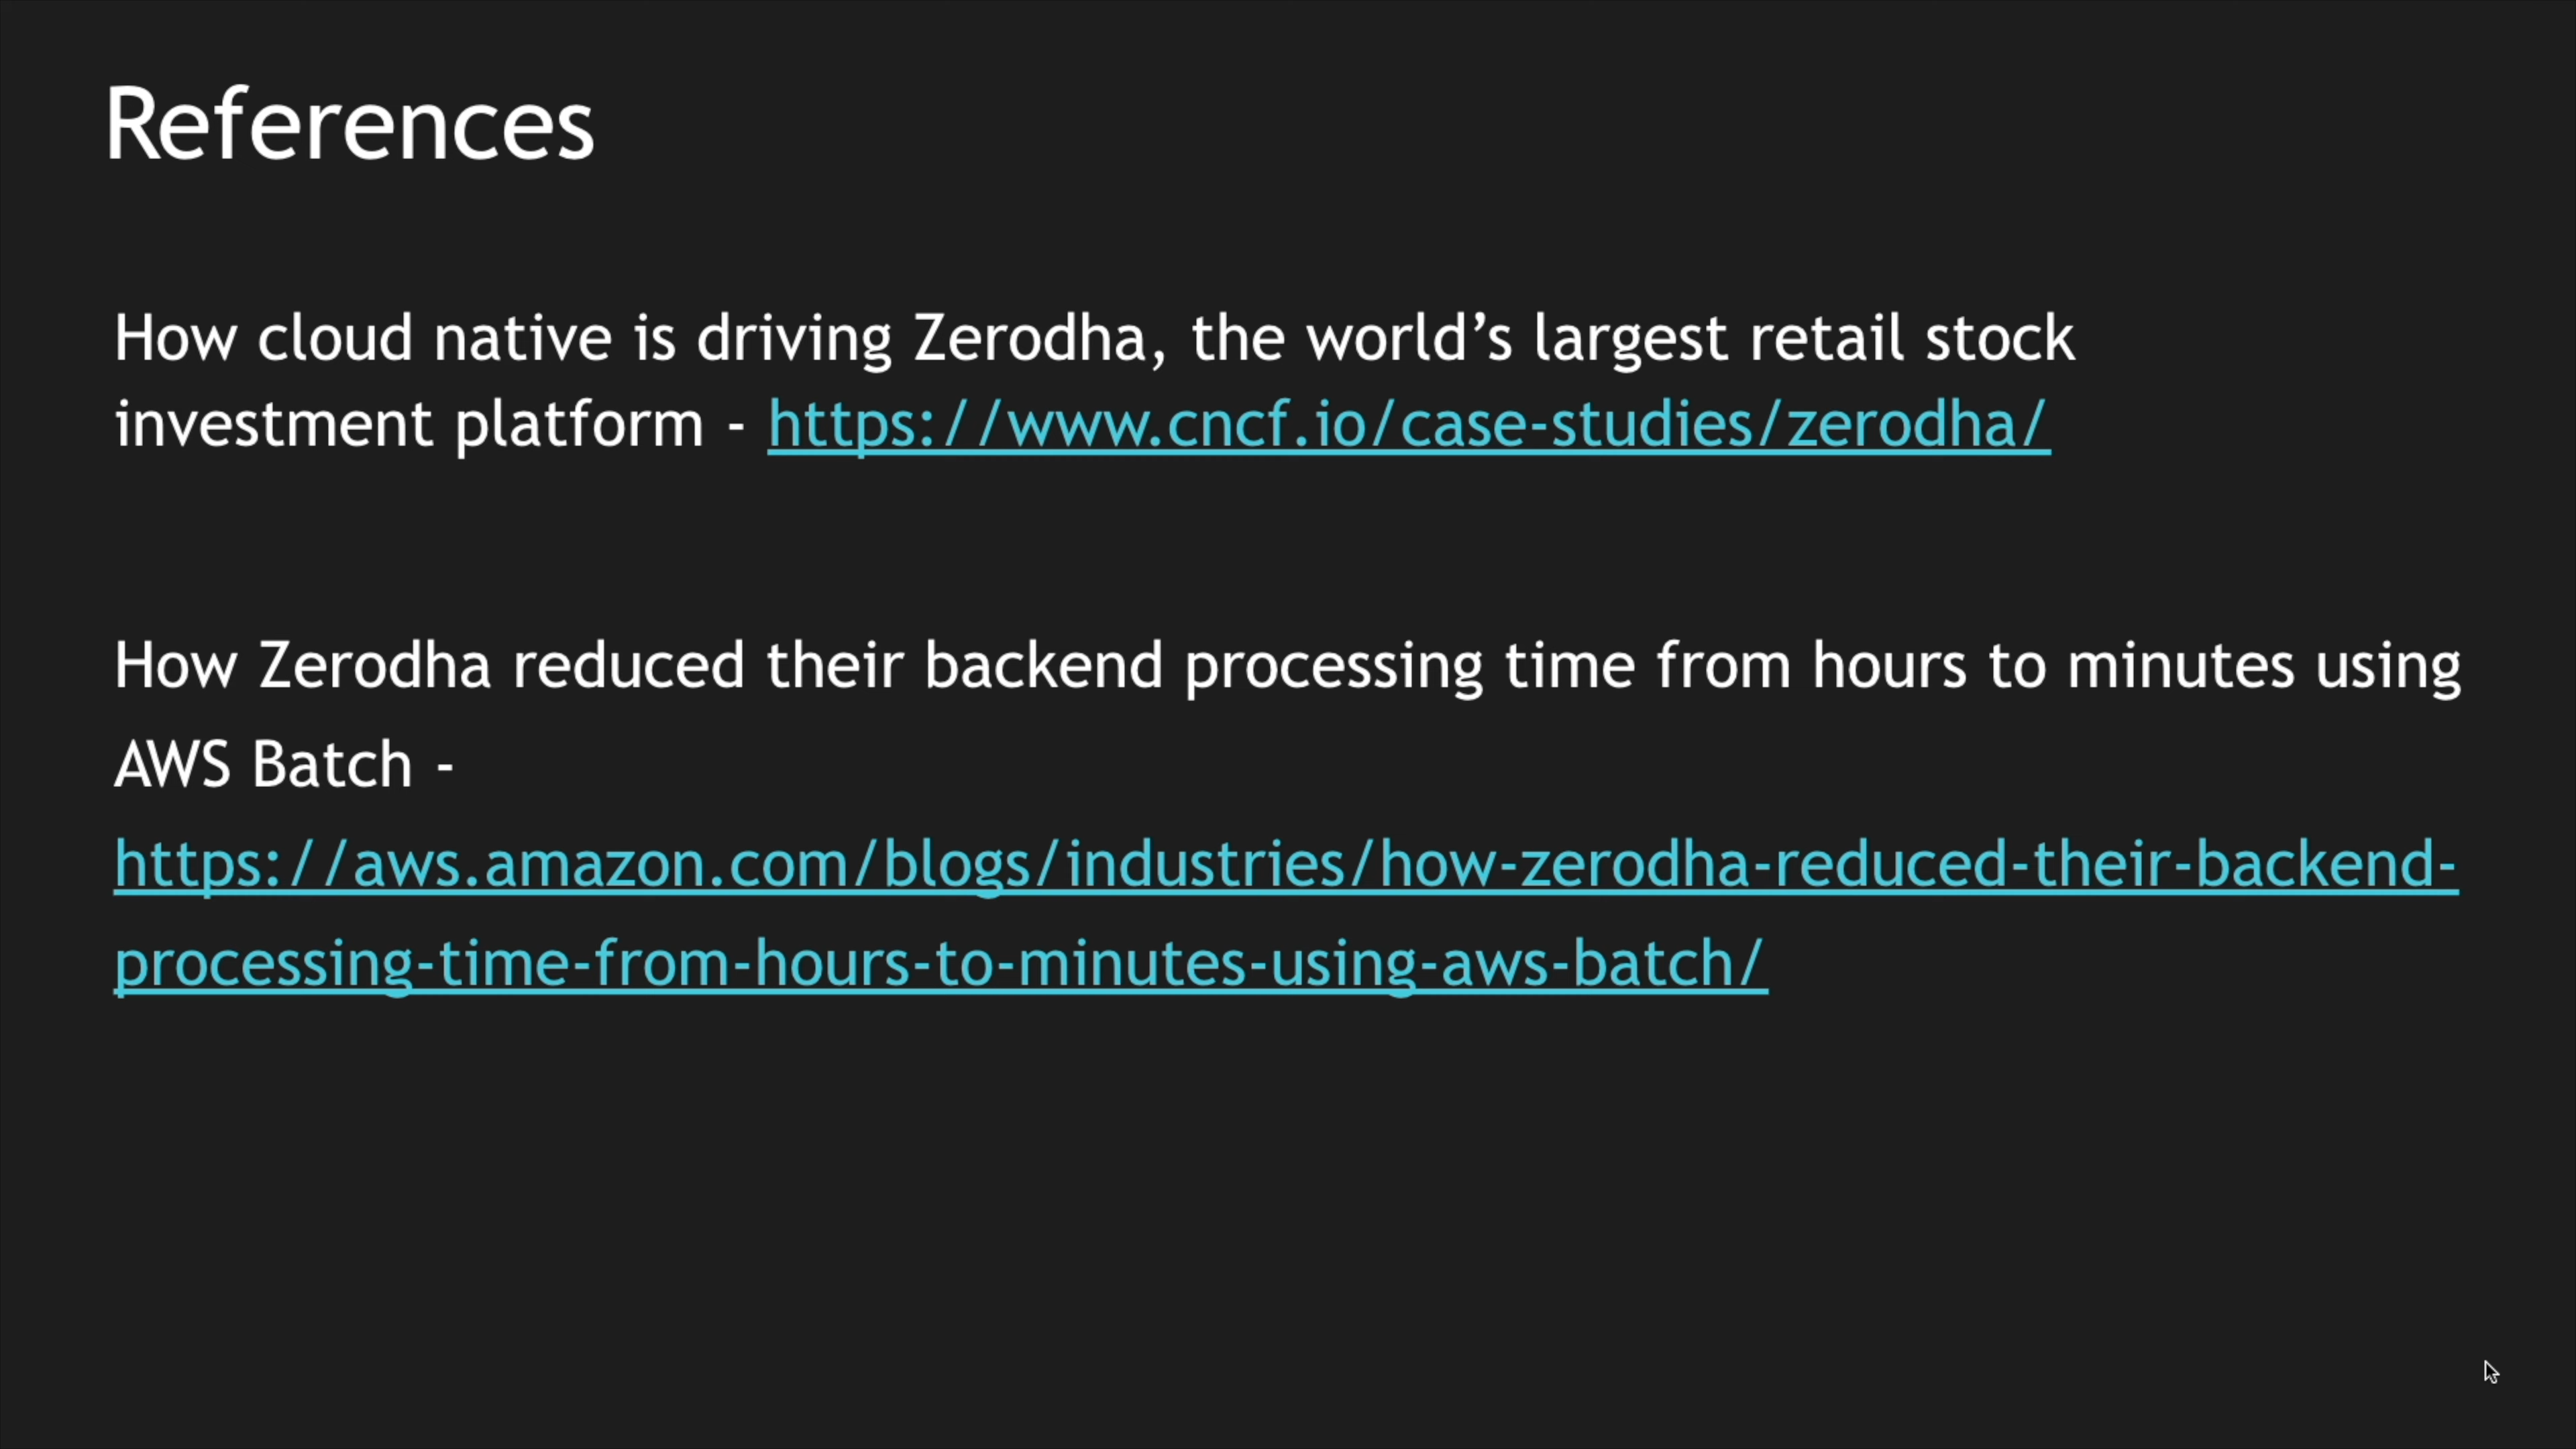 References
How cloud native is driving Zerodha, the world’s largest retail stock
investment platform - https://www.cncf.io/case-studies/zerodha/
How Zerodha reduced their backend processing time from hours to minutes using
AWS Batch -
https://aws.amazon.com/blogs/industries/how-zerodha-reduced-their-backend-
processing-time-from-hours-to-minutes-using-aws-batch/